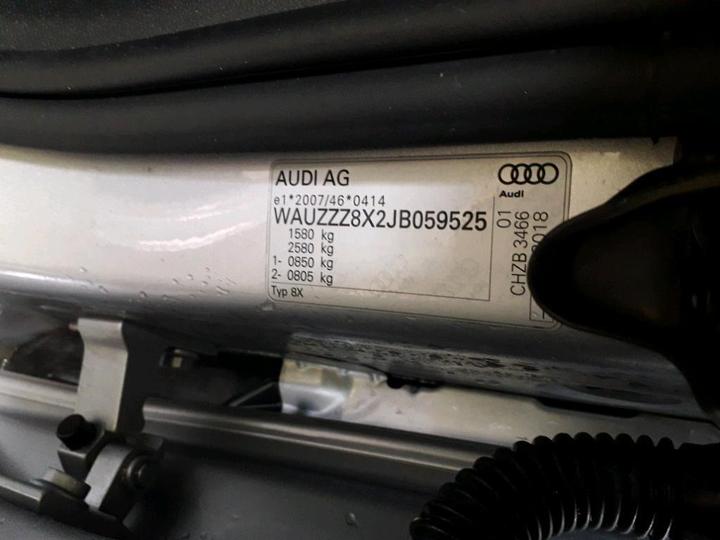 AUDI AG
e1*2007/46*0414
WAUZZZ8X2JB059525
1580 kg
2580 kg
1- 0850 kg
2- 0805 kg
Typ 8X
Audi
01
CHZB 3466